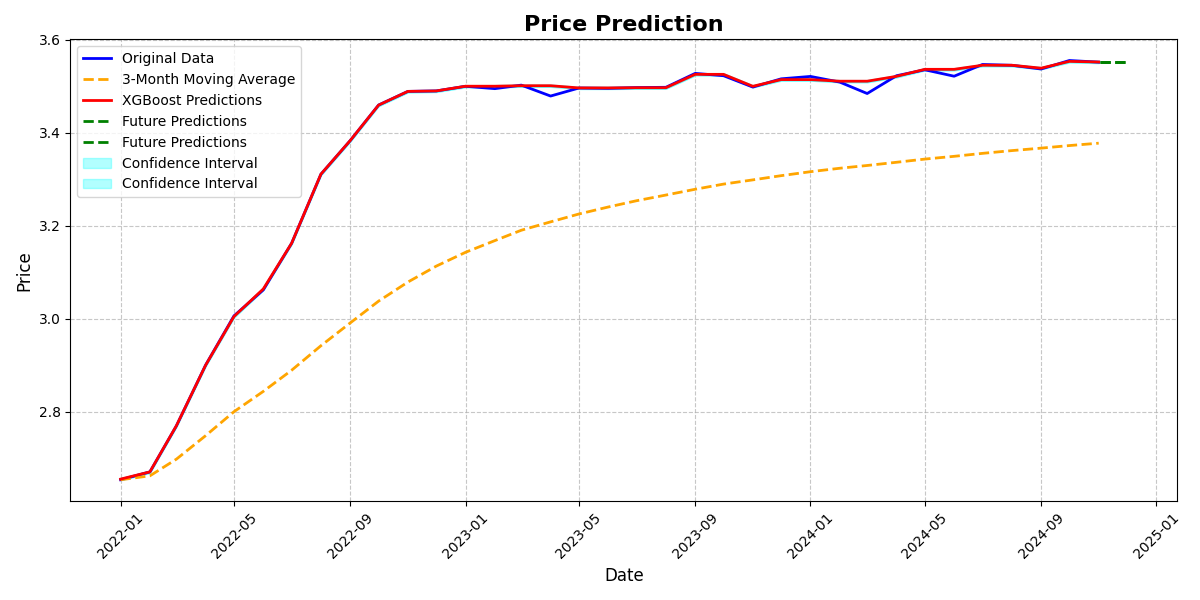 Price Prediction
Original Data
3-Month Moving Average
XGBoost Predictions
Future Predictions
Future Predictions
Confidence Interval
Confidence Interval
3.6
3.4
3.2
3.0
2.8
Price
2022-01
2022-05
2022-09
2023-01
2023-05
2023-09
2024-01
2024-05
2024-09
2025-01
Date